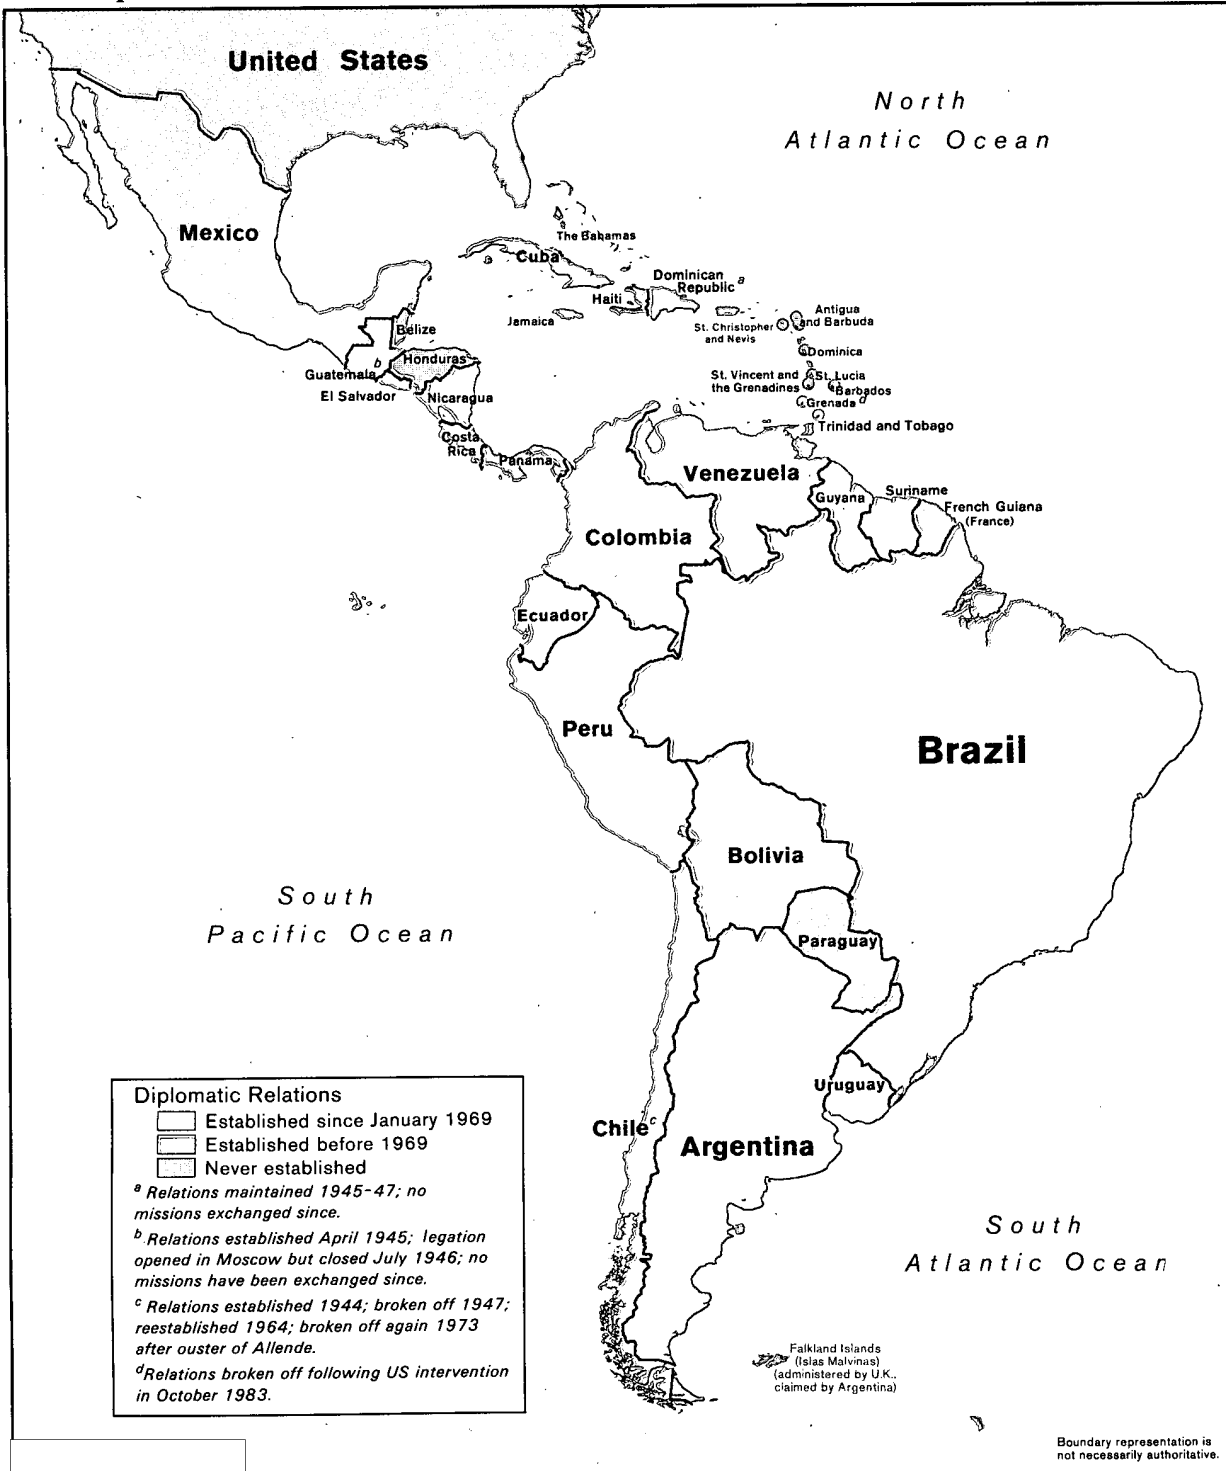 United States
North
Atlantic Ocean
Mexico
The Bahamas
Cuba
Dominican
Republic a
Haiti
Jamaica
Antigua
and Barbuda
St. Christopher
and Nevis
Belize
Dominica
b
Honduras
Guatemala
St. Vincent and
the Grenadines
St. Lucia
Barbados
El Salvador
Nicaragua
Grenada d
Trinidad and Tobago
Costa
Rica
Panama
Venezuela
Guyana
Suriname
French Guiana
(France)
Colombia
Ecuador
Peru
Brazil
Bolivia
South
Pacific Ocean
Paraguay
Uruguay
Chile c
Argentina
South
Atlantic Ocean
Diplomatic Relations
Established since January 1969
Established before 1969
Never established
a Relations maintained 1945-47; no
missions exchanged since.
b Relations established April 1945; legation
opened in Moscow but closed July 1946; no
missions have been exchanged since.
c Relations established 1944; broken off 1947;
reestablished 1964; broken off again 1973
after ouster of Allende.
d Relations broken off following US intervention
in October 1983.
Falkland Islands
(Islas Malvinas)
(administered by U.K.,
claimed by Argentina)
Boundary representation is
not necessarily authoritative.